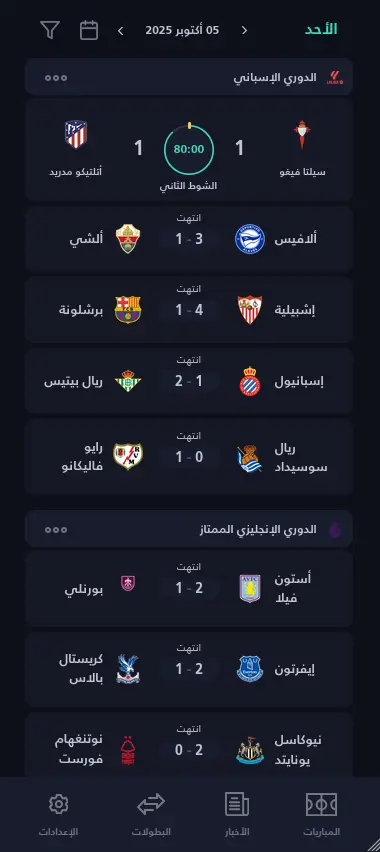 الأحد
05 أكتوبر 2025
الدوري الإسباني
سيلتا فيغو
1
80:00
الشوط الثاني
1
أتلتيكو مدريد
انتهت
ألافيس 3 - 1 ألشي
انتهت
إشبيلية 4 - 1 برشلونة
انتهت
إسبانيول 1 - 2 ريال بيتيس
انتهت
ريال
سوسيداد
0 - 1
رايو
فاليكانو
الدوري الإنجليزي الممتاز
انتهت
أستون
فيلا
2 - 1
بورنلي
انتهت
إيفرتون
2 - 1
كريستال
بالاس
انتهت
نيوكاسل
يونايتد
2 - 0
نوتنغهام
فورست
المباريات
الأخبار
البطولات
الإعدادات